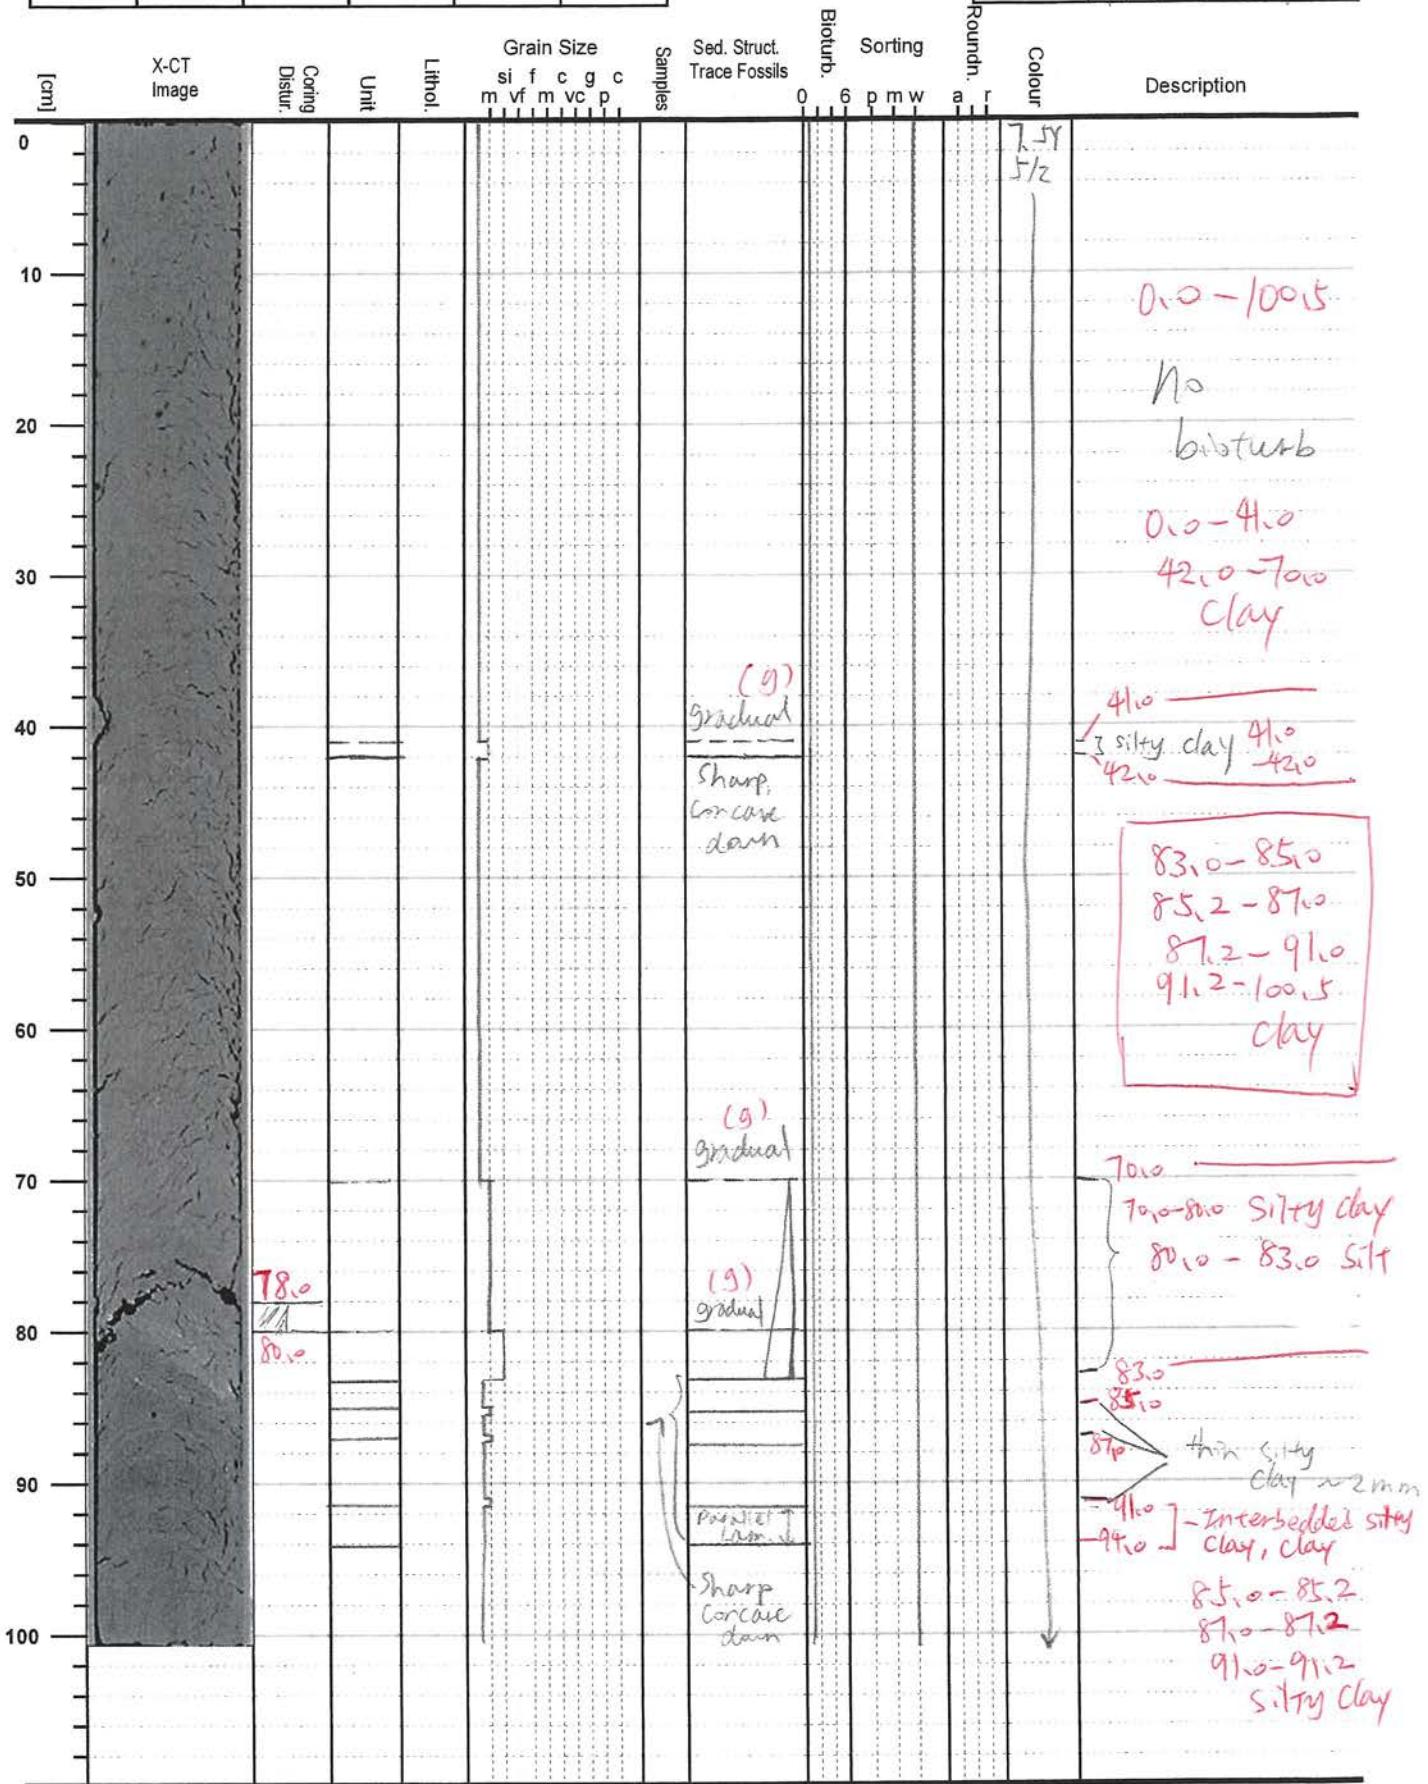 [cm]
X-CT
Image
Coring
Distur.
Unit
Lithol.
Grain Size
si f c g c
m vf m vc p
Samples
Sed. Struct.
Trace Fossils
Bioturb.
0 6
Sorting
p m w
Roundn.
a r
Colour
Description
0
10
20
30
40
50
60
70
80
90
100
7.5Y
5/2
0.0-100.5
No
bioturb
0.0-41.0
42.0-70.0
Clay
(g)
gradual
Sharp,
concave
down
41.0
silty clay 41.0
-42.0
42.0
83.0-85.0
85.2-87.0
87.2-91.0
91.2-100.5
Clay
(g)
gradual
70.0
70.0-80.0 Silty Clay
80.0-83.0 Silt
78.0
80.0
(g)
gradual
83.0
85.0
87.0
thin silty
clay ~2mm
91.0
94.0
-Interbedded silty
Clay, clay
Parallel
Lam.
Sharp
Concave
down
85.0-85.2
87.0-87.2
91.0-91.2
Silty Clay